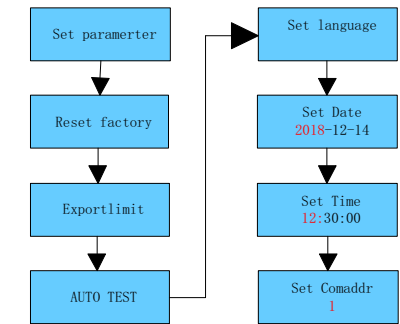 Set paramerter
Reset factory
Exportlimit
AUTO TEST
Set language
Set Date
2018-12-14
Set Time
12:30:00
Set Comaddr
1